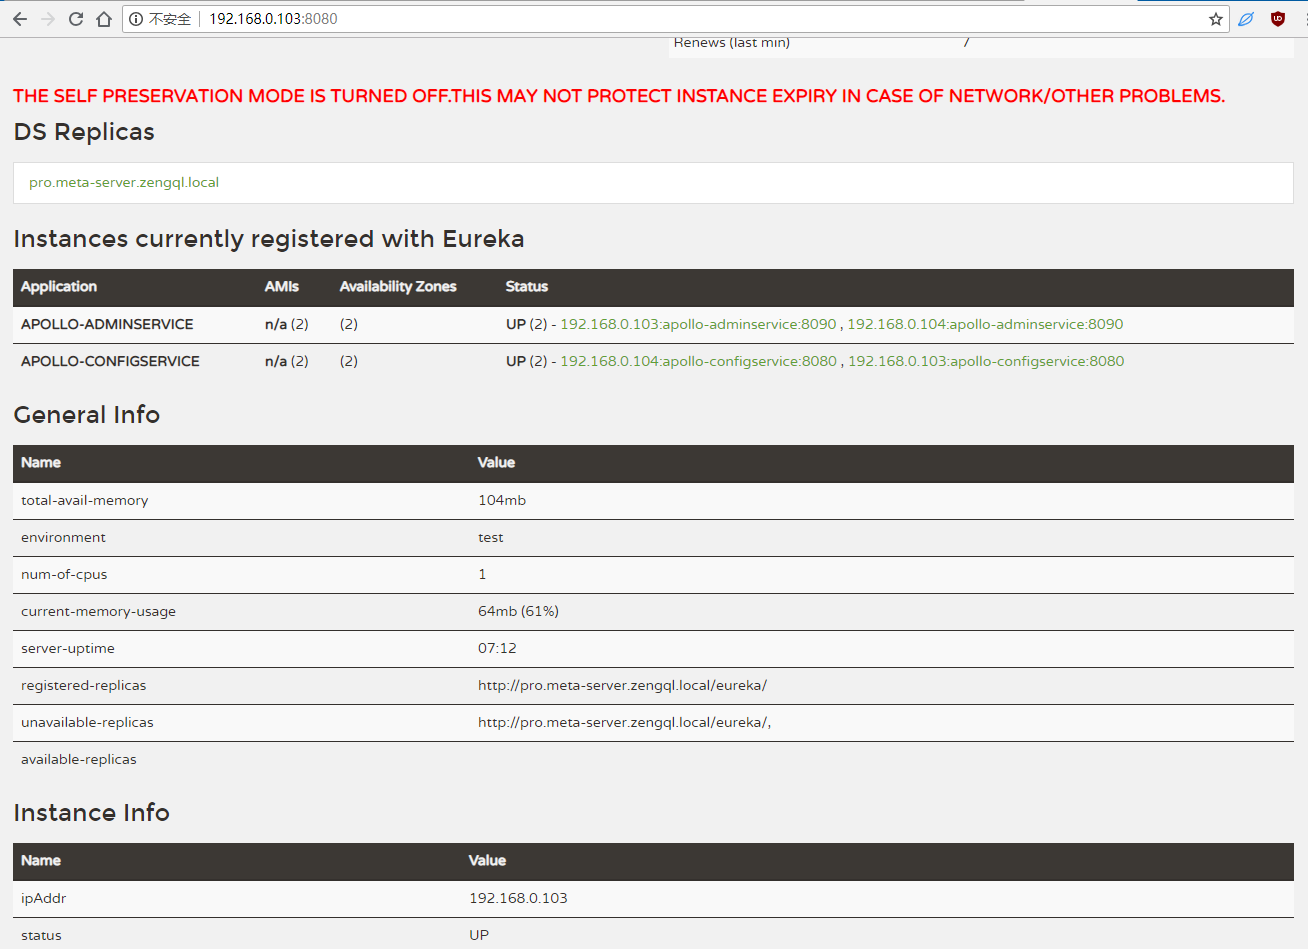 不安全 192.168.0.103:8080
Renews (last min)
THE SELF PRESERVATION MODE IS TURNED OFF.THIS MAY NOT PROTECT INSTANCE EXPIRY IN CASE OF NETWORK/OTHER PROBLEMS.
DS Replicas
pro.meta-server.zengql.local
Instances currently registered with Eureka
Application AMIs Availability Zones Status
APOLLO-ADMINSERVICE n/a (2) (2) UP (2) - 192.168.0.103:apollo-adminservice:8090 , 192.168.0.104:apollo-adminservice:8090
APOLLO-CONFIGSERVICE n/a (2) (2) UP (2) - 192.168.0.104:apollo-configservice:8080 , 192.168.0.103:apollo-configservice:8080
General Info
Name Value
total-avail-memory 104mb
environment test
num-of-cpus 1
current-memory-usage 64mb (61%)
server-uptime 07:12
registered-replicas http://pro.meta-server.zengql.local/eureka/
unavailable-replicas http://pro.meta-server.zengql.local/eureka/,
available-replicas
Instance Info
Name Value
ipAddr 192.168.0.103
status UP